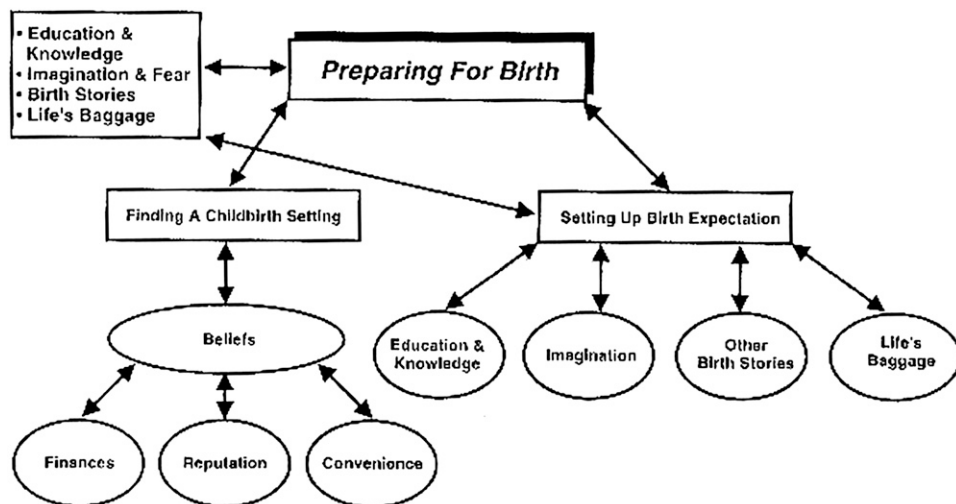 • Education &
Knowledge
• Imagination & Fear
• Birth Stories
• Life's Baggage
Preparing For Birth
Finding A Childbirth Setting
Setting Up Birth Expectation
Beliefs
Education &
Knowledge
Imagination
Other
Birth Stories
Life's
Baggage
Finances
Reputation
Convenience